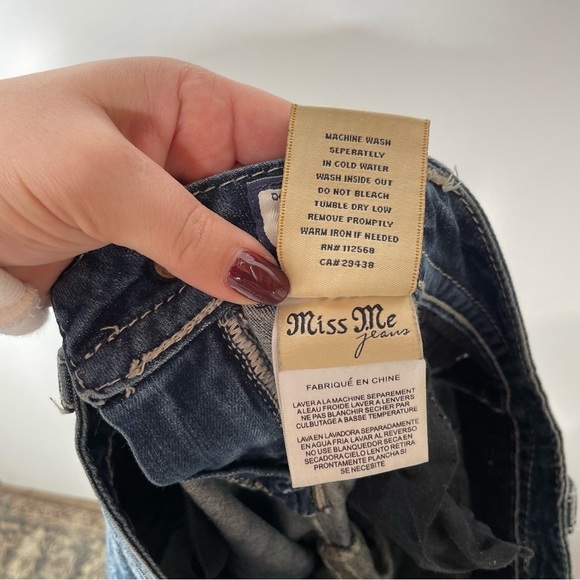 MACHINE WASH
SEPERATELY
IN COLD WATER
WASH INSIDE OUT
DO NOT BLEACH
TUMBLE DRY LOW
REMOVE PROMPTLY
WARM IRON IF NEEDED
RN# 112568
CA# 29438
Miss Me
jeans
FABRIQUÉ EN CHINE
LAVER A LA MACHINE SEPAREMENT
A LEAU FROIDE LAVER A LENVERS
NE PAS BLANCHIR SECHER PAR
CULBUTAGE A BASSE TEMPERATURE
LAVA EN LAVADORA SEPARADAMENTE
EN AGUA FRIA LAVAR AL REVERSO
NO USE BLANQUEDOR SECA EN
SECADORA CIELO LENTO RETIRA
PRONTAMENTE PLANCHA SI
SE NECESITE